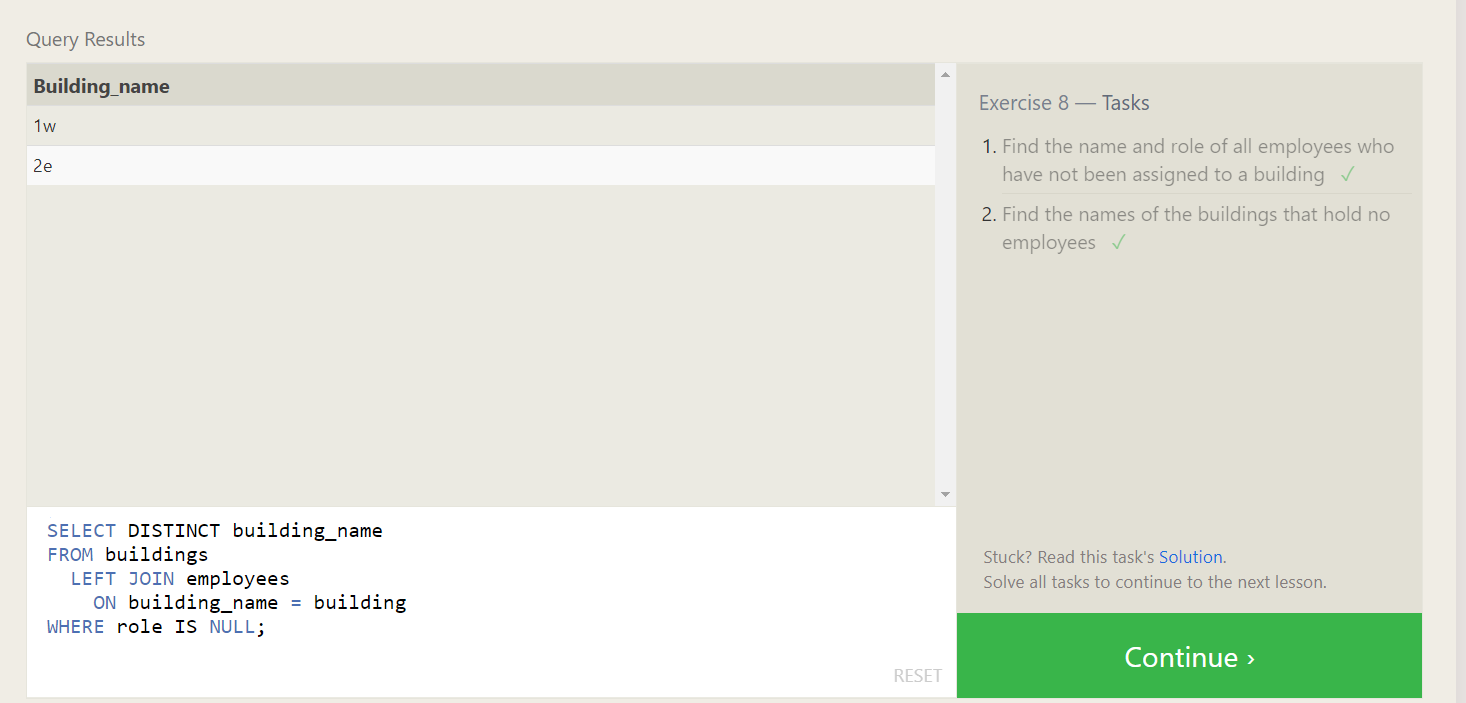 Query Results
Building_name
1w
2e
SELECT DISTINCT building_name
FROM buildings
LEFT JOIN employees
ON building_name = building
WHERE role IS NULL;
RESET
Exercise 8 — Tasks
1. Find the name and role of all employees who
have not been assigned to a building ✓
2. Find the names of the buildings that hold no
employees ✓
Stuck? Read this task's Solution.
Solve all tasks to continue to the next lesson.
Continue ›